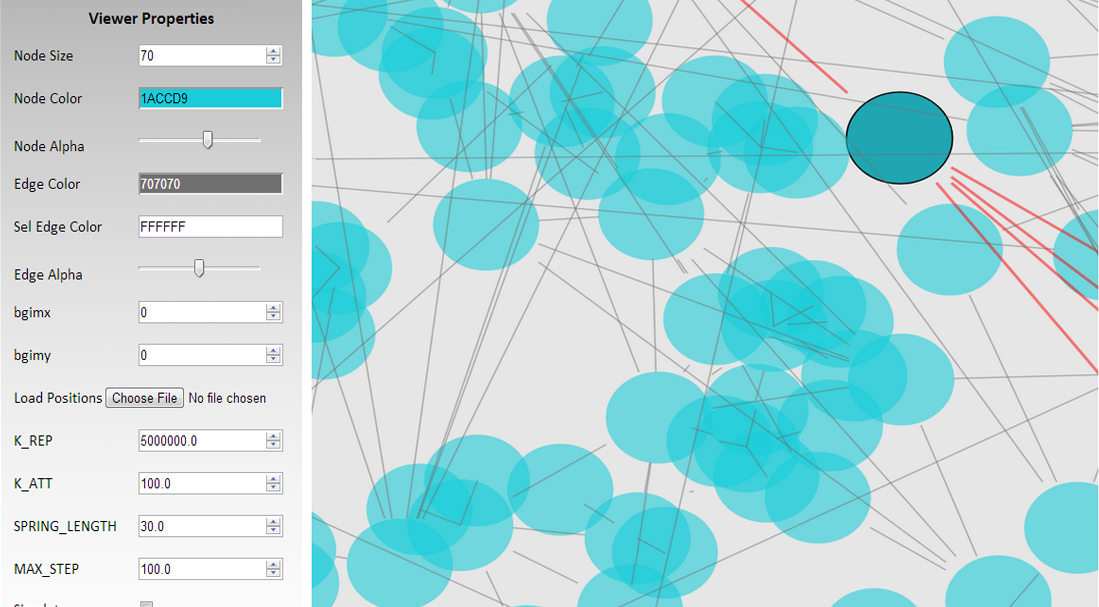 Viewer Properties
Node Size 70
Node Color 1ACCD9
Node Alpha
Edge Color 707070
Sel Edge Color FFFFFF
Edge Alpha
bgimx 0
bgimy 0
Load Positions Choose File No file chosen
K_REP 5000000.0
K_ATT 100.0
SPRING_LENGTH 30.0
MAX_STEP 100.0